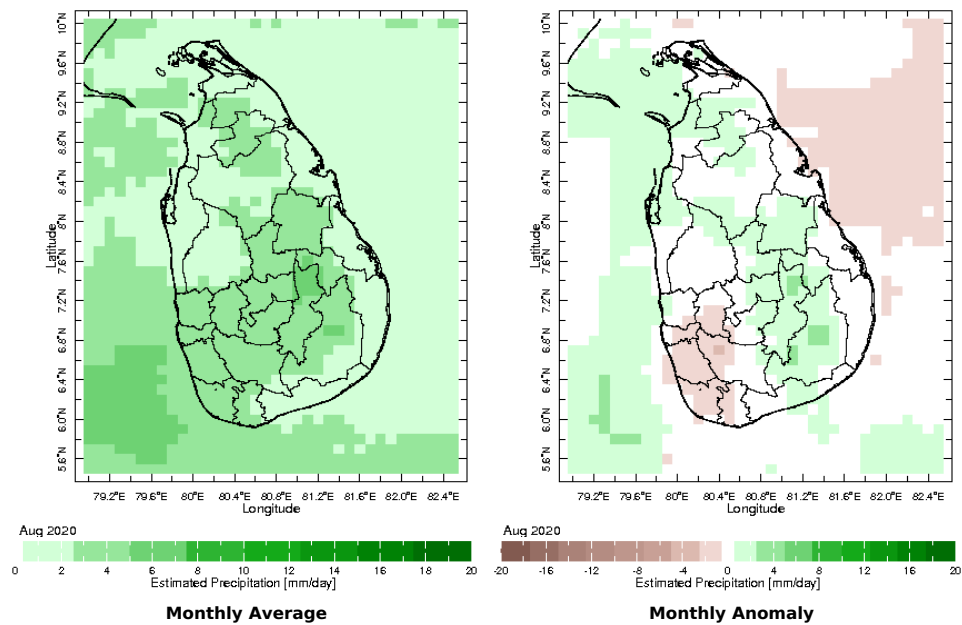 10°N
9.6°N
9.2°N
8.8°N
8.4°N
8°N
7.6°N
7.2°N
6.8°N
6.4°N
6.0°N
5.6°N
Latitude
79.2°E 79.6°E 80°E 80.4°E 80.8°E 81.2°E 81.6°E 82.0°E 82.4°E
Longitude
Aug 2020
0 2 4 6 8 10 12 14 16 18 20
Estimated Precipitation [mm/day]
Monthly Average
10°N
9.6°N
9.2°N
8.8°N
8.4°N
8°N
7.6°N
7.2°N
6.8°N
6.4°N
6.0°N
5.6°N
Latitude
79.2°E 79.6°E 80°E 80.4°E 80.8°E 81.2°E 81.6°E 82.0°E 82.4°E
Longitude
Aug 2020
-20 -16 -12 -8 -4 0 4 8 12 16 20
Estimated Precipitation [mm/day]
Monthly Anomaly